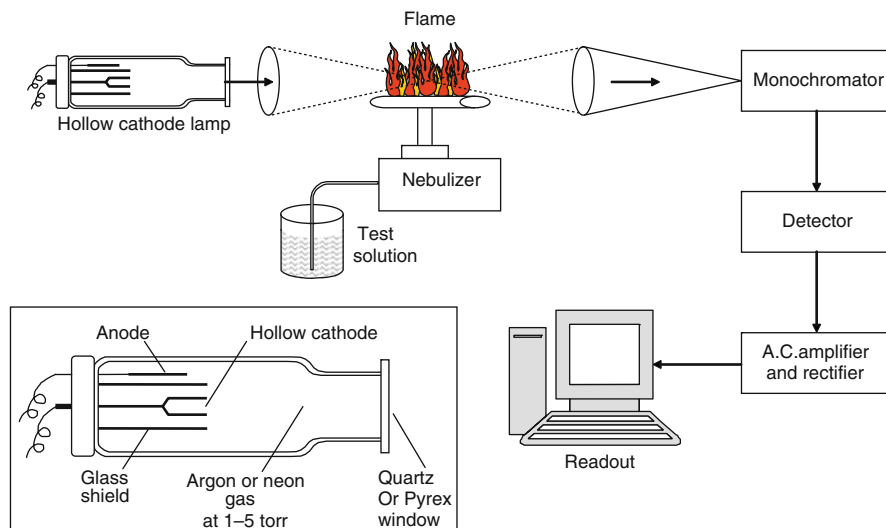 Flame
Hollow cathode lamp
Monochromator
Nebulizer
Test
solution
Detector
A.C.amplifier
and rectifier
Readout
Anode
Hollow cathode
Glass
shield
Argon or neon
gas
at 1–5 torr
Quartz
Or Pyrex
window